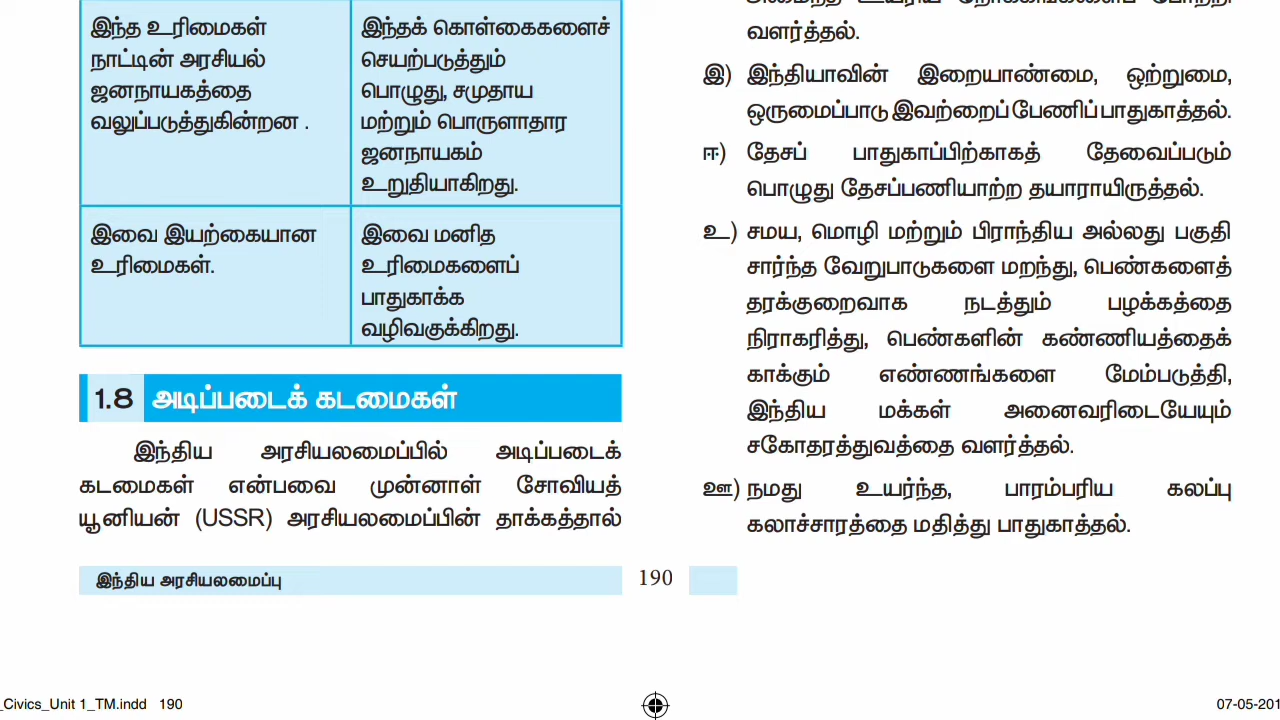 இந்த உரிமைகள்
நாட்டின் அரசியல்
ஜனநாயகத்தை
வலுப்படுத்துகின்றன .
இந்தக் கொள்கைகளைச்
செயற்படுத்தும்
பொழுது, சமுதாய
மற்றும் பொருளாதார
ஜனநாயகம்
உறுதியாகிறது.
இவை இயற்கையான
உரிமைகள்.
இவை மனித
உரிமைகளைப்
பாதுகாக்க
வழிவகுக்கிறது.
1.8 அடிப்படைக் கடமைகள்
இந்திய அரசியலமைப்பில் அடிப்படைக்
கடமைகள் என்பவை முன்னாள் சோவியத்
யூனியன் (USSR) அரசியலமைப்பின் தாக்கத்தால்
வளர்த்தல்.
இ) இந்தியாவின் இறையாண்மை, ஒற்றுமை,
ஒருமைப்பாடு இவற்றைப் பேணிப் பாதுகாத்தல்.
ஈ) தேசப் பாதுகாப்பிற்காகத் தேவைப்படும்
பொழுது தேசப்பணியாற்ற தயாராயிருத்தல்.
உ) சமய, மொழி மற்றும் பிராந்திய அல்லது பகுதி
சார்ந்த வேறுபாடுகளை மறந்து, பெண்களைத்
தரக்குறைவாக நடத்தும் பழக்கத்தை
நிராகரித்து, பெண்களின் கண்ணியத்தைக்
காக்கும் எண்ணங்களை மேம்படுத்தி,
இந்திய மக்கள் அனைவரிடையேயும்
சகோதரத்துவத்தை வளர்த்தல்.
ஊ) நமது உயர்ந்த, பாரம்பரிய கலப்பு
கலாச்சாரத்தை மதித்து பாதுகாத்தல்.
இந்திய அரசியலமைப்பு
190
_Civics_Unit 1_TM.indd 190
07-05-201